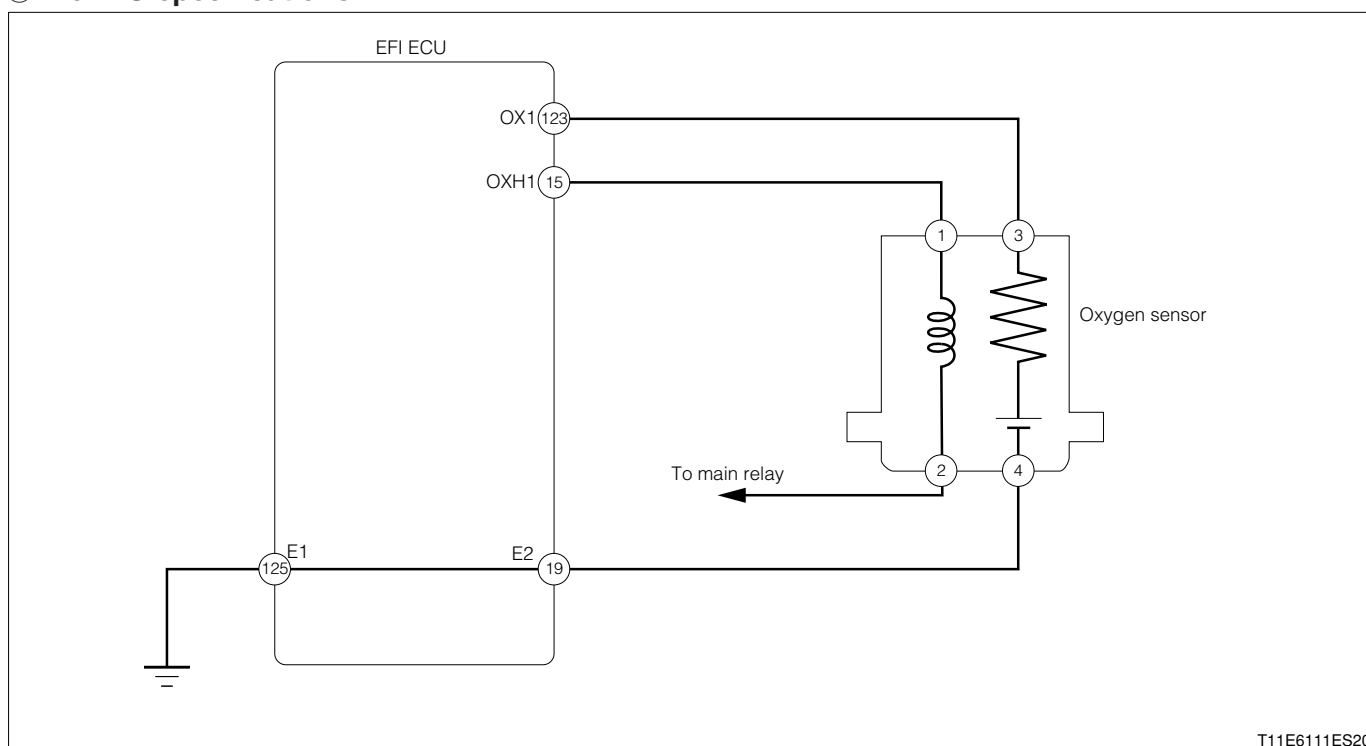 EFI ECU
OX1 123
OXH1 15
1 3
Oxygen sensor
2 4
To main relay
E1 E2
125 19
T11E6111ES20